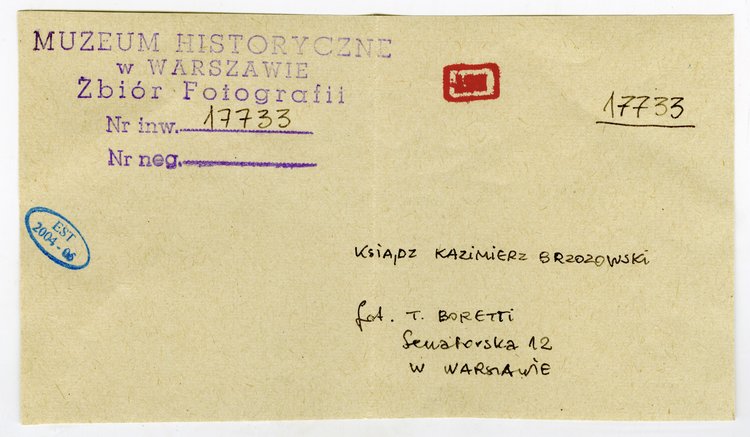 MUZEUM HISTORYCZNE
w WARSZAWIE
Zbiór Fotografii
Nr inw. 17733
Nr neg.
17733
EST
2004-06
KSIĄDZ KAZIMIERZ BRZOZOWSKI
fot. T. BORETTI
Senatorska 12
W WARSZAWIE